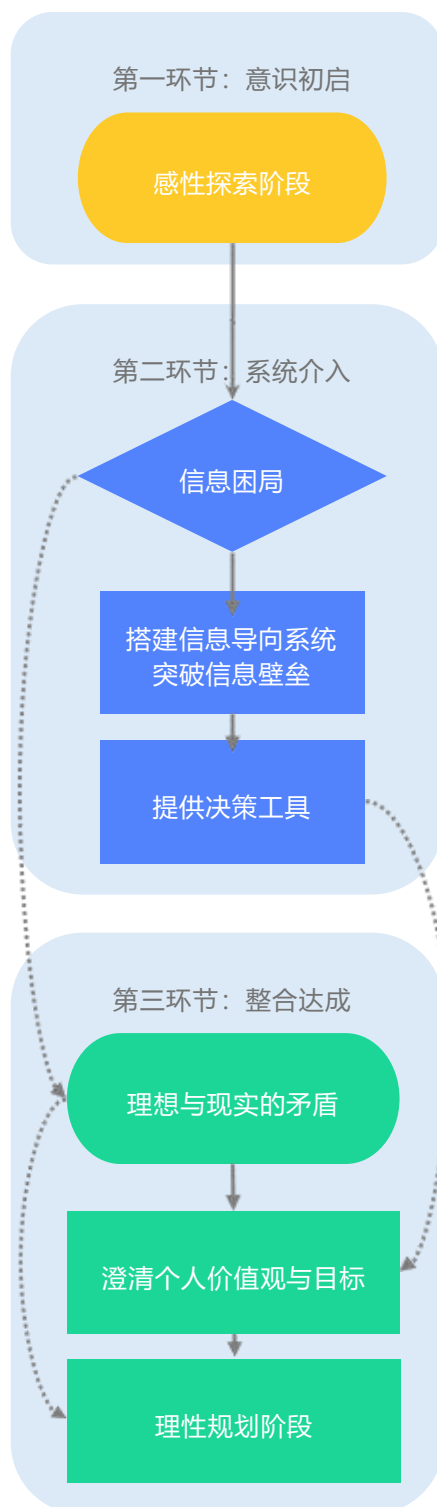 第一环节：意识初启
感性探索阶段
第二环节：系统介入
信息困局
搭建信息导向系统
突破信息壁垒
提供决策工具
第三环节：整合达成
理想与现实的矛盾
澄清个人价值观与目标
理性规划阶段